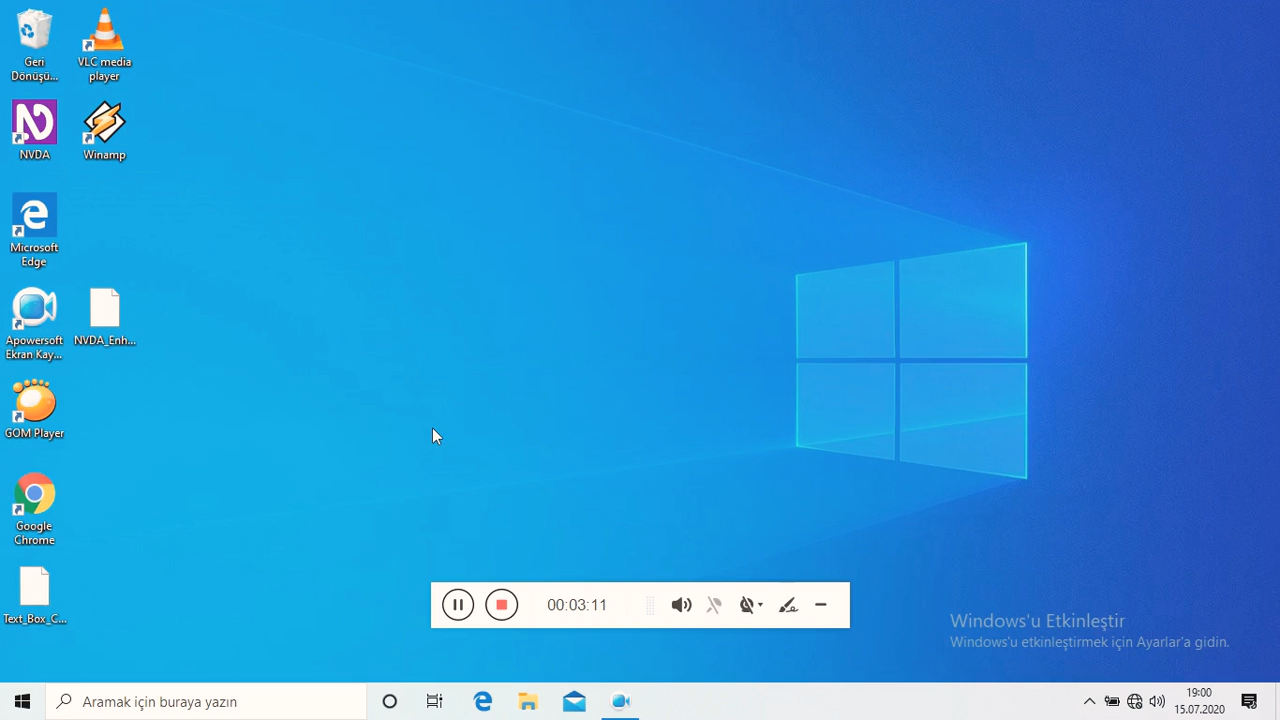 Geri
Dönüşü...
VLC media
player
NVDA
Winamp
Microsoft
Edge
Apowersoft
Ekran Kay...
NVDA_Enh...
GOM Player
Google
Chrome
Text_Box_C...
00:03:11
Windows'u Etkinleştir
Windows'u etkinleştirmek için Ayarlar'a gidin.
Aramak için buraya yazın
19:00
15.07.2020